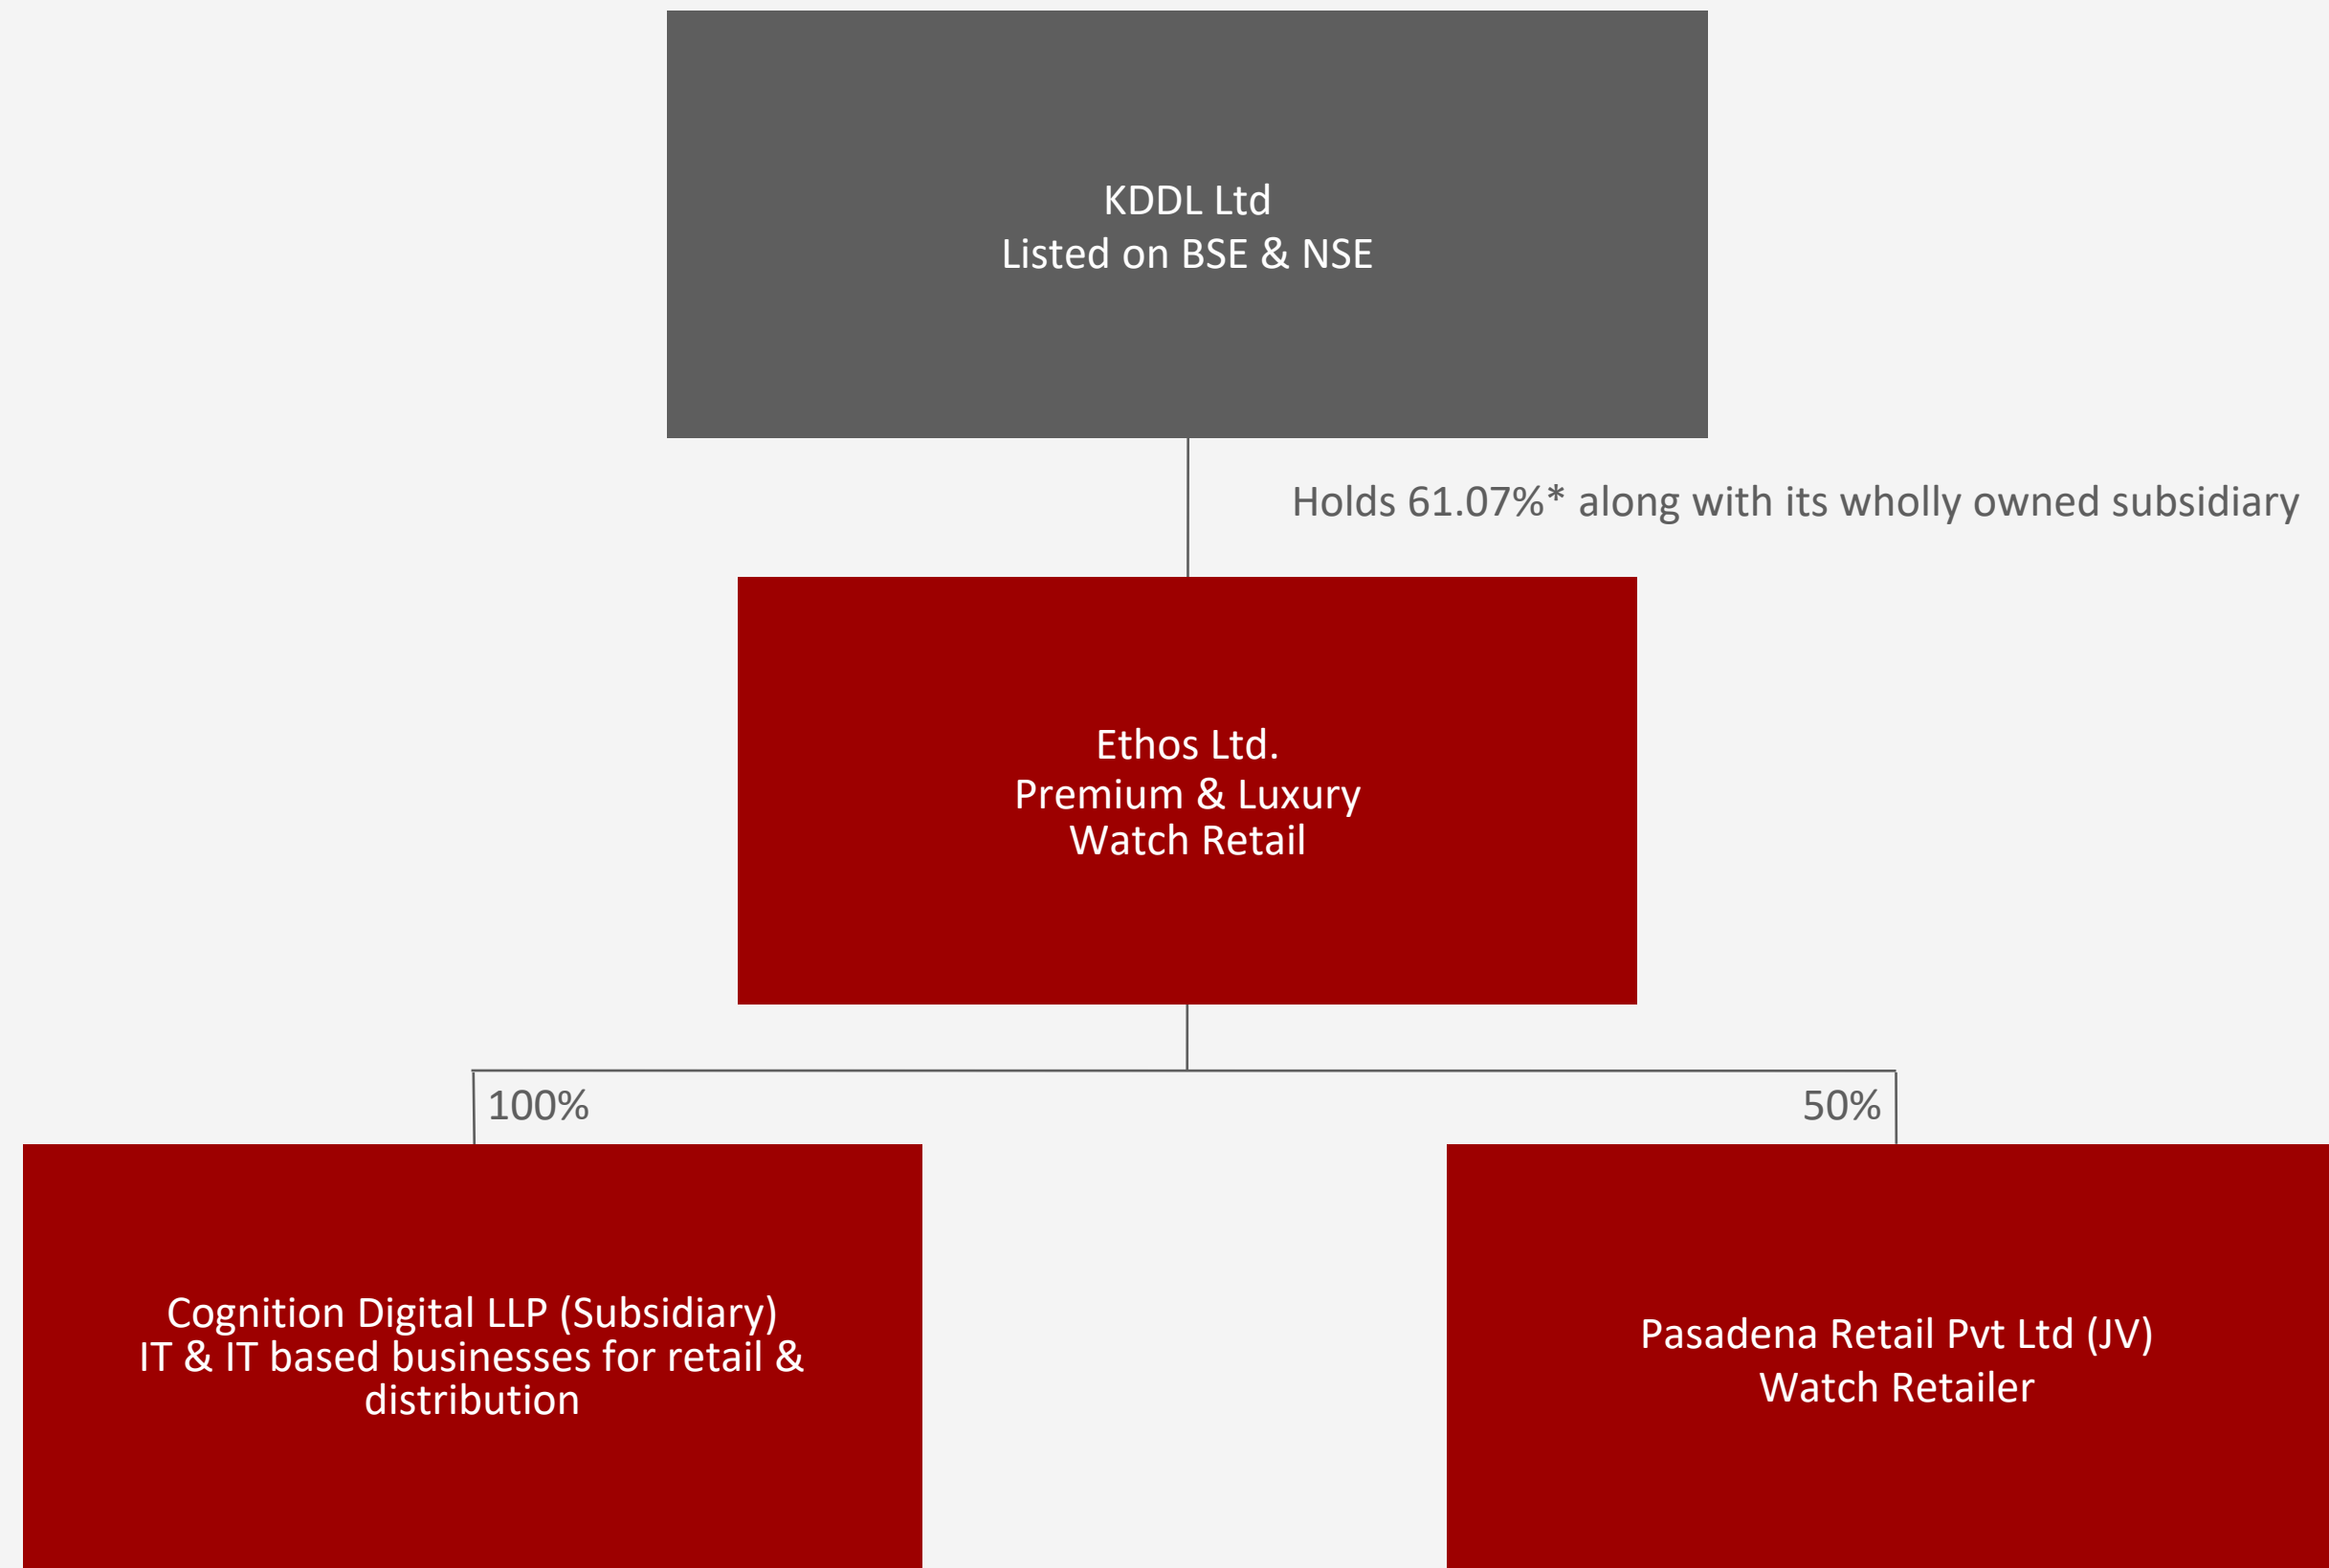 KDDL Ltd
Listed on BSE & NSE
Holds 61.07%* along with its wholly owned subsidiary
Ethos Ltd.
Premium & Luxury
Watch Retail
100%
50%
Cognition Digital LLP (Subsidiary)
IT & IT based businesses for retail &
distribution
Pasadena Retail Pvt Ltd (JV)
Watch Retailer